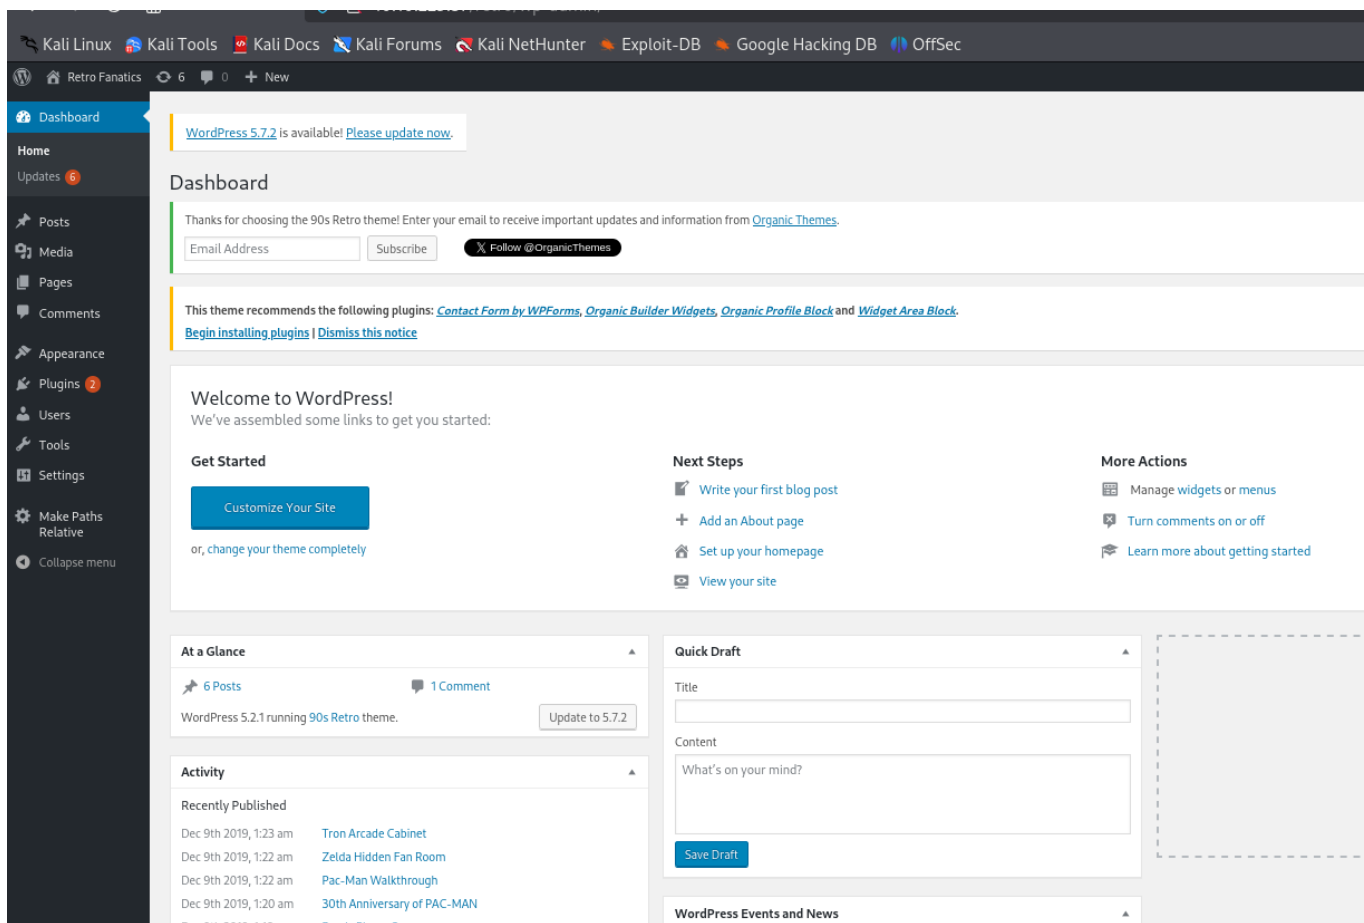 Kali Linux Kali Tools Kali Docs Kali Forums Kali NetHunter Exploit-DB Google Hacking DB OffSec
Retro Fanatics 6 0 New
Dashboard
Home
Updates 6
Posts
Media
Pages
Comments
Appearance
Plugins 2
Users
Tools
Settings
Make Paths
Relative
Collapse menu
WordPress 5.7.2 is available! Please update now.
Dashboard
Thanks for choosing the 90s Retro theme! Enter your email to receive important updates and information from Organic Themes.
Email Address Subscribe X Follow @OrganicThemes
This theme recommends the following plugins: Contact Form by WPForms, Organic Builder Widgets, Organic Profile Block and Widget Area Block.
Begin installing plugins | Dismiss this notice
Welcome to WordPress!
We've assembled some links to get you started:
Get Started
Customize Your Site
or, change your theme completely
Next Steps
Write your first blog post
Add an About page
Set up your homepage
View your site
More Actions
Manage widgets or menus
Turn comments on or off
Learn more about getting started
At a Glance
6 Posts 1 Comment
WordPress 5.2.1 running 90s Retro theme. Update to 5.7.2
Activity
Recently Published
Dec 9th 2019, 1:23 am Tron Arcade Cabinet
Dec 9th 2019, 1:22 am Zelda Hidden Fan Room
Dec 9th 2019, 1:22 am Pac-Man Walkthrough
Dec 9th 2019, 1:20 am 30th Anniversary of PAC-MAN
Quick Draft
Title
Content
What's on your mind?
Save Draft
WordPress Events and News